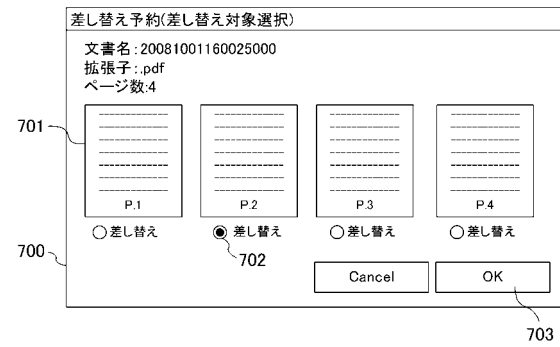 差し替え予約(差し替え対象選択)
文書名:20081001160025000
拡張子:.pdf
ページ数:4
701
P.1 P.2 P.3 P.4
差し替え 差し替え 差し替え 差し替え
702
700
Cancel OK
703